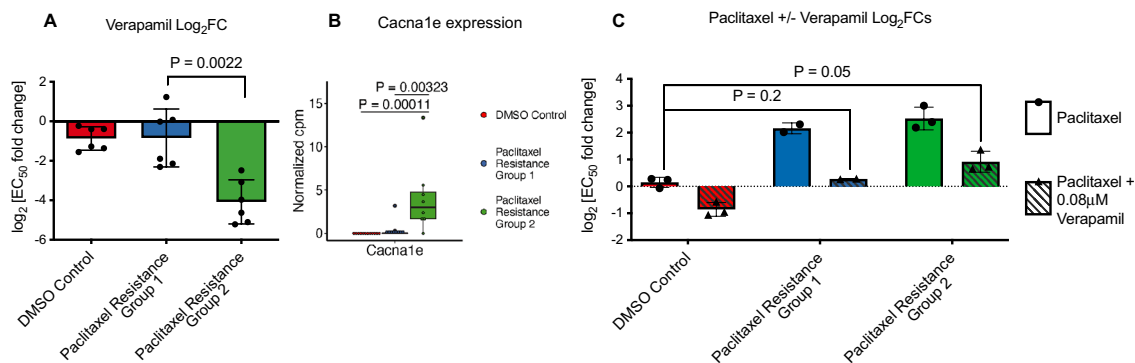 A
Verapamil Log2FC
P = 0.0022
log2 [EC50 fold change]
2
0
-2
-4
-6
DMSO Control
Paclitaxel Resistance
Group 1
Paclitaxel Resistance
Group 2
B
Cacna1e expression
P = 0.00323
P = 0.00011
Normalized cpm
15
10
5
0
Cacna1e
DMSO Control
Paclitaxel
Resistance
Group 1
Paclitaxel
Resistance
Group 2
C
Paclitaxel +/- Verapamil Log2FCs
P = 0.05
P = 0.2
log2 [EC50 fold change]
4
3
2
1
0
-1
-2
DMSO Control
Paclitaxel Resistance
Group 1
Paclitaxel Resistance
Group 2
Paclitaxel
Paclitaxel +
0.08µM
Verapamil